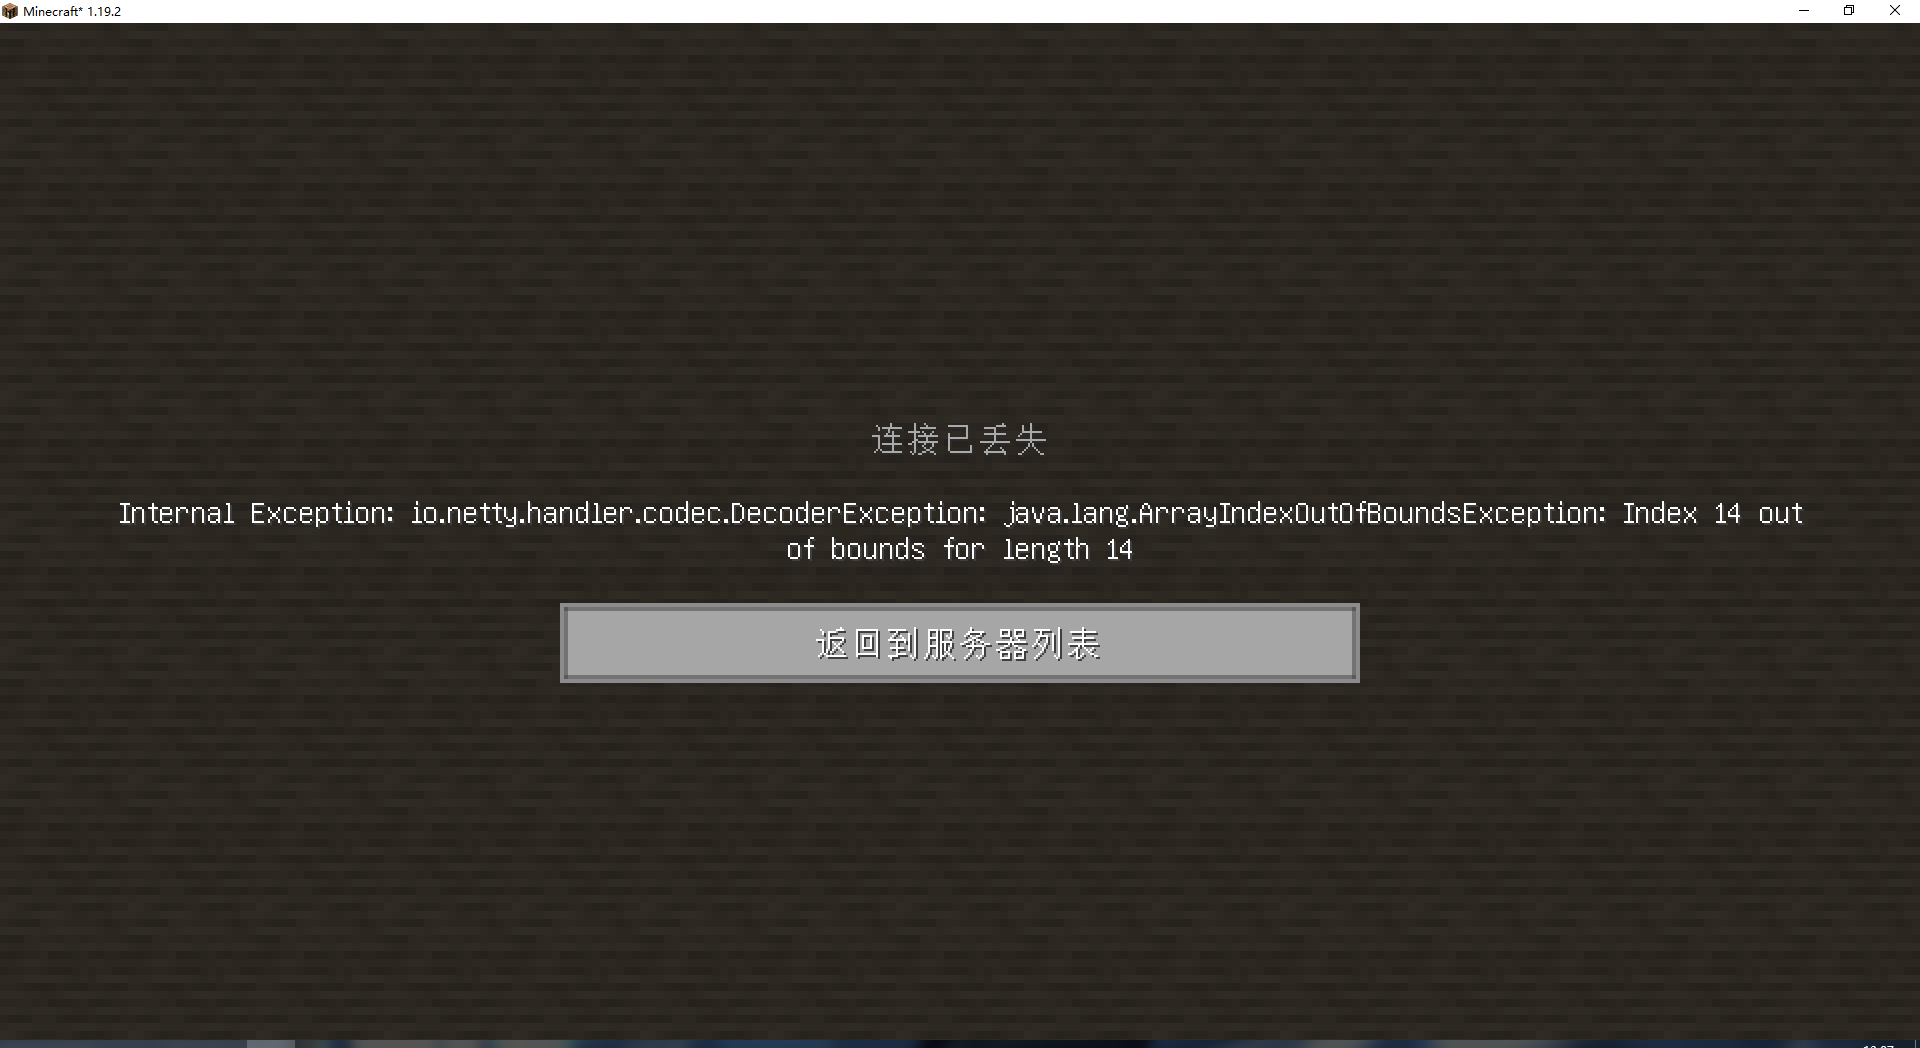 Minecraft* 1.19.2
连接已丢失
Internal Exception: io.netty.handler.codec.DecoderException: java.lang.ArrayIndexOutOfBoundsException: Index 14 out
of bounds for length 14
返回到服务器列表